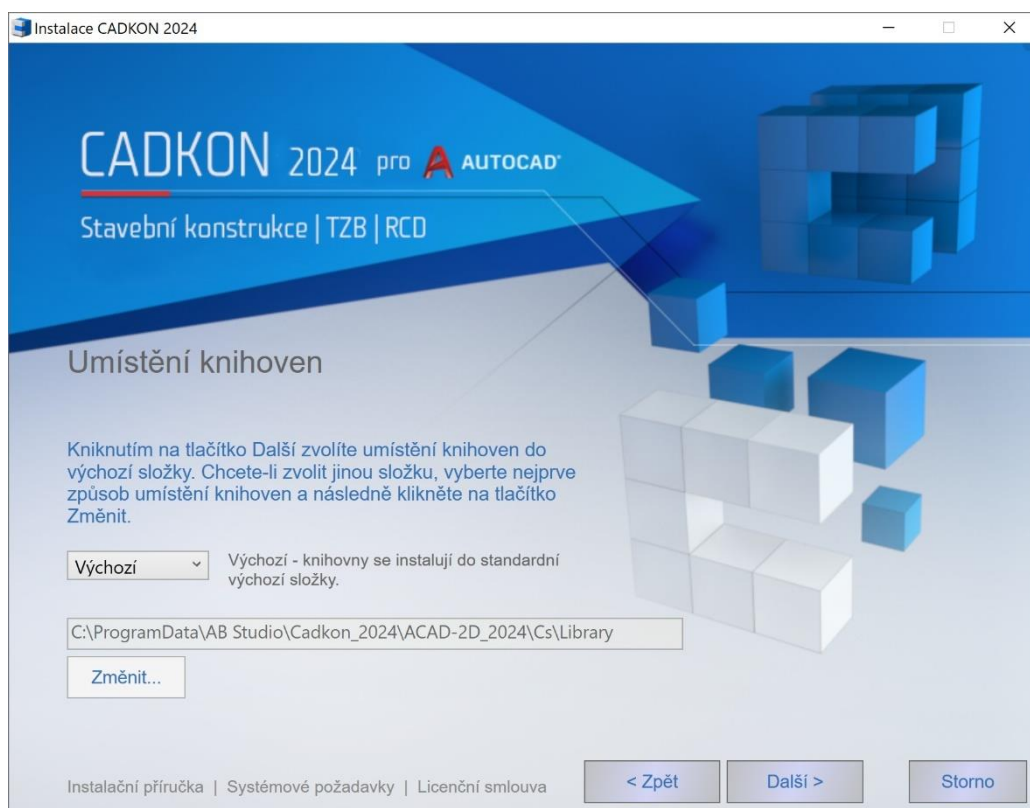 Instalace CADKON 2024
CADKON 2024 pro AUTOCAD
Stavební konstrukce | TZB | RCD
Umístění knihoven
Kniknutím na tlačítko Další zvolíte umístění knihoven do
výchozí složky. Chcete-li zvolit jinou složku, vyberte nejprve
způsob umístění knihoven a následně klikněte na tlačítko
Změnit.
Výchozí
Výchozí - knihovny se instalují do standardní
výchozí složky.
C:\ProgramData\AB Studio\Cadkon_2024\ACAD-2D_2024\Cs\Library
Změnit...
Instalační příručka | Systémové požadavky | Licenční smlouva
< Zpět
Další >
Storno